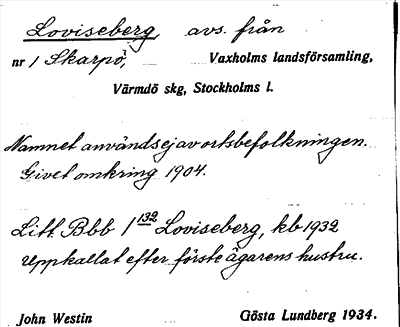 Loviseberg, avs. från
nr 1 Skarpö, Vaxholms landsförsamling,
Värmdö skg, Stockholms l.
Namnet användes ej av ortsbefolkningen.
Givet omkring 1904.
Litt. Bbb 1 132 Loviseberg, kb 1932
Uppkallat efter förste ägarens hustru.
John Westin Gösta Lundberg 1934.